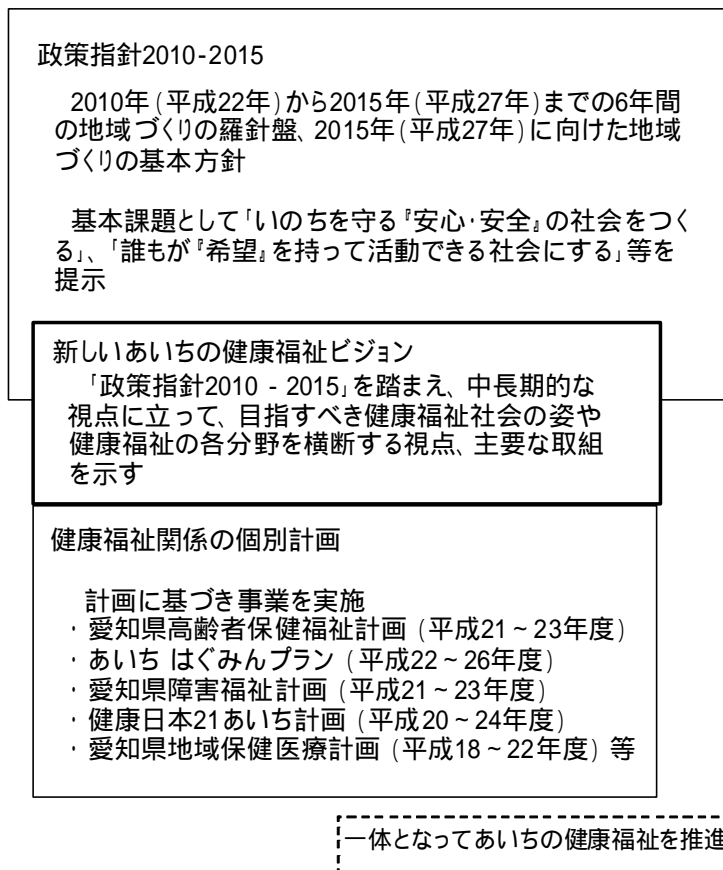 政策指針2010-2015
2010年(平成22年)から2015年(平成27年)までの6年間
の地域づくりの羅針盤、2015年(平成27年)に向けた地域
づくりの基本方針
基本課題として「いのちを守る『安心・安全』の社会をつく
る」、「誰もが『希望』を持って活動できる社会にする」等を
提示
新しいあいちの健康福祉ビジョン
「政策指針2010 - 2015」を踏まえ、中長期的な
視点に立って、目指すべき健康福祉社会の姿や
健康福祉の各分野を横断する視点、主要な取組
を示す
健康福祉関係の個別計画
計画に基づき事業を実施
・愛知県高齢者保健福祉計画 (平成21~23年度)
・あいち はぐみんプラン (平成22~26年度)
・愛知県障害福祉計画 (平成21~23年度)
・健康日本21あいち計画 (平成20~24年度)
・愛知県地域保健医療計画 (平成18~22年度) 等
一体となってあいちの健康福祉を推進